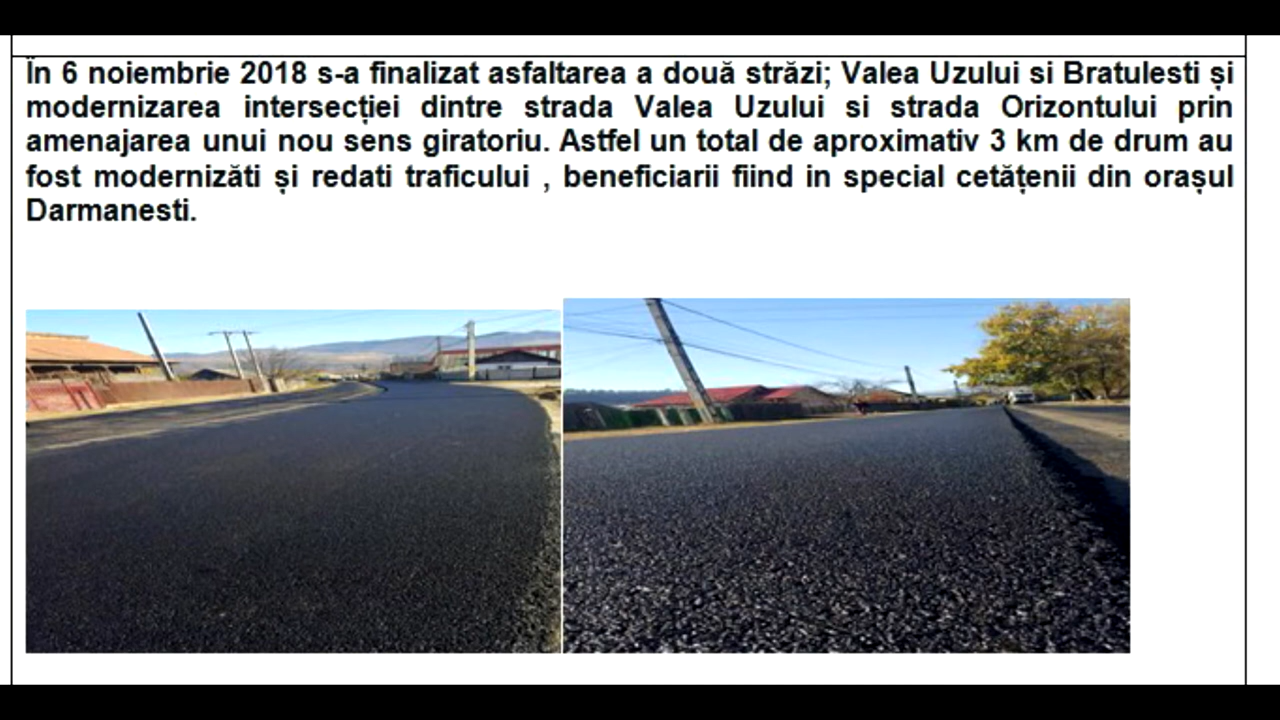 În 6 noiembrie 2018 s-a finalizat asfaltarea a două străzi; Valea Uzului si Bratulesti și
modernizarea intersecției dintre strada Valea Uzului si strada Orizontului prin
amenajarea unui nou sens giratoriu. Astfel un total de aproximativ 3 km de drum au
fost modernizăti și redati traficului , beneficiarii fiind in special cetățenii din orașul
Darmanesti.